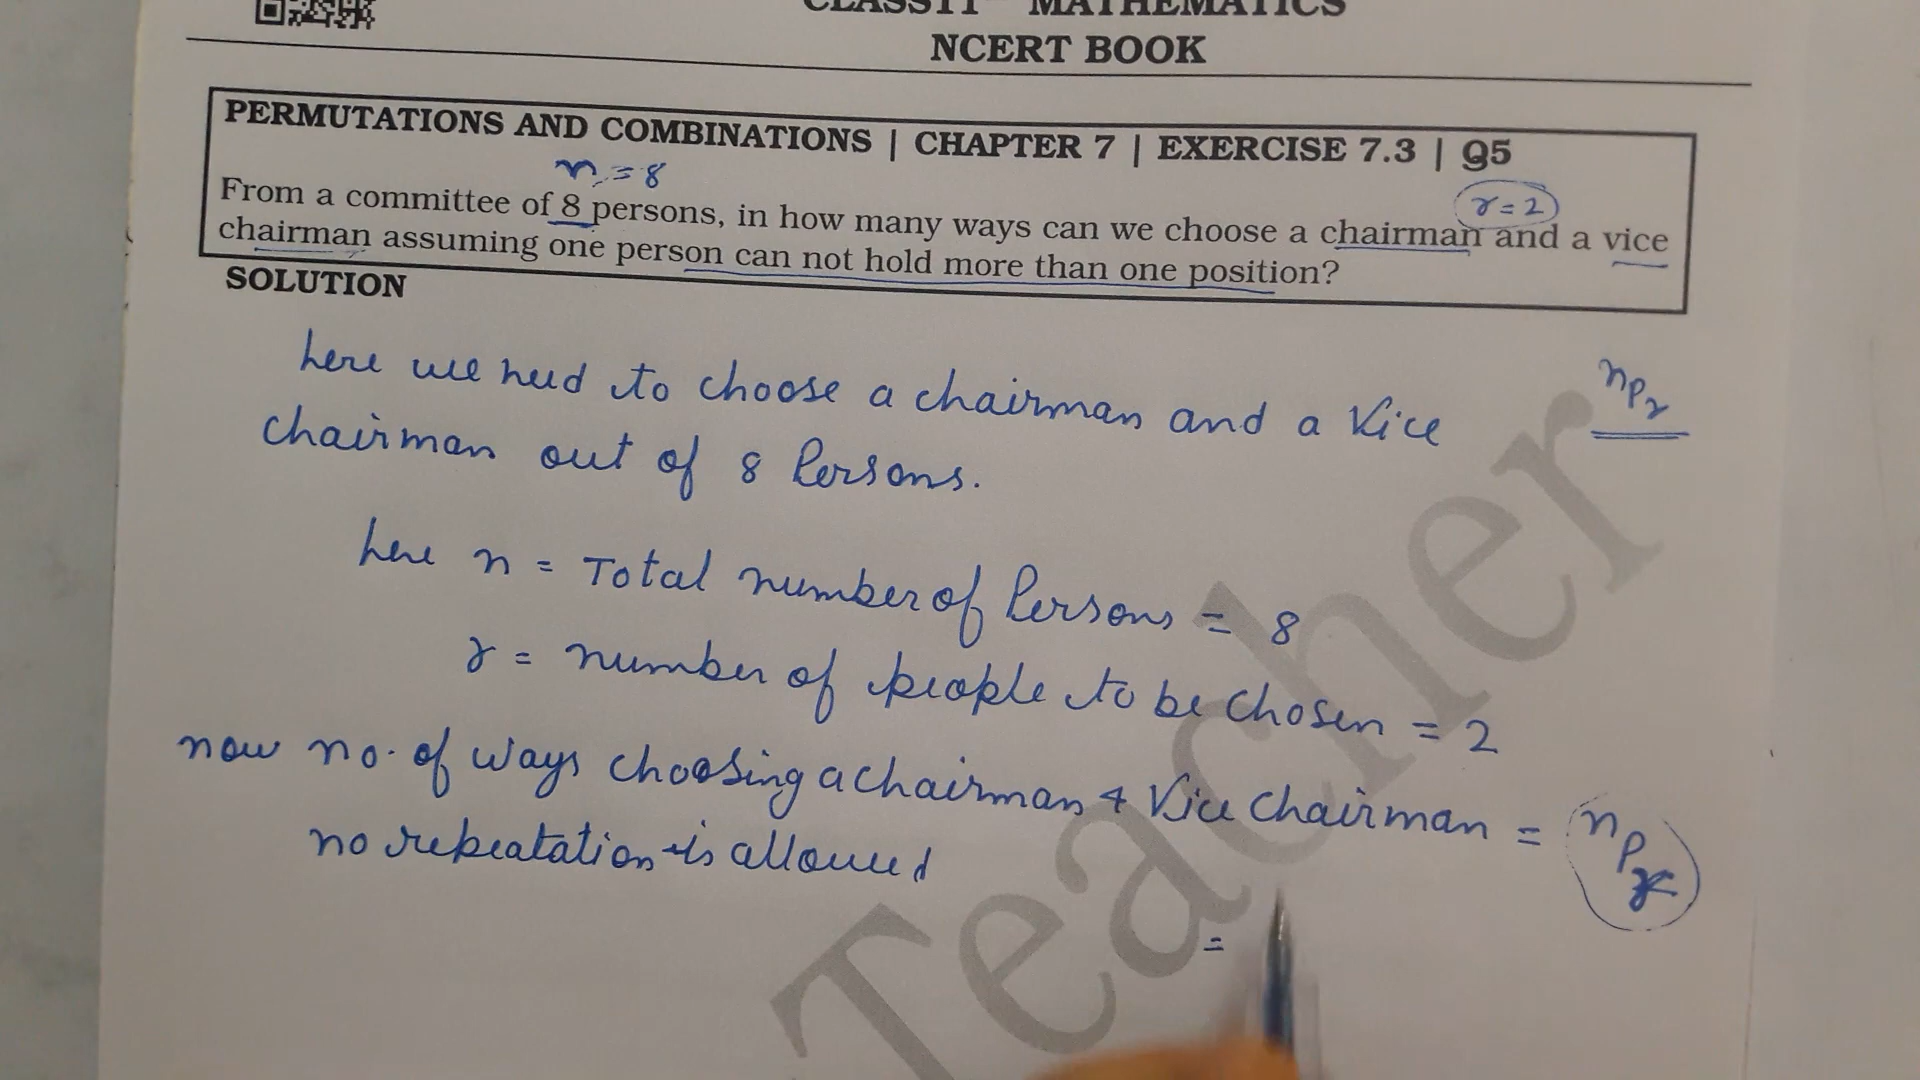 CLASS11 MATHEMATICS
NCERT BOOK
PERMUTATIONS AND COMBINATIONS | CHAPTER 7 | EXERCISE 7.3 | Q5
n = 8
r = 2
From a committee of 8 persons, in how many ways can we choose a chairman and a vice
chairman assuming one person can not hold more than one position?
SOLUTION
here we need to choose a chairman and a Vice
nPr
chairman out of 8 Persons.
here n = Total number of Persons = 8
r = number of people to be chosen = 2
now no. of ways choosing a chairman & Vice Chairman = nPr
no repeatation is allowed
=
Teacher